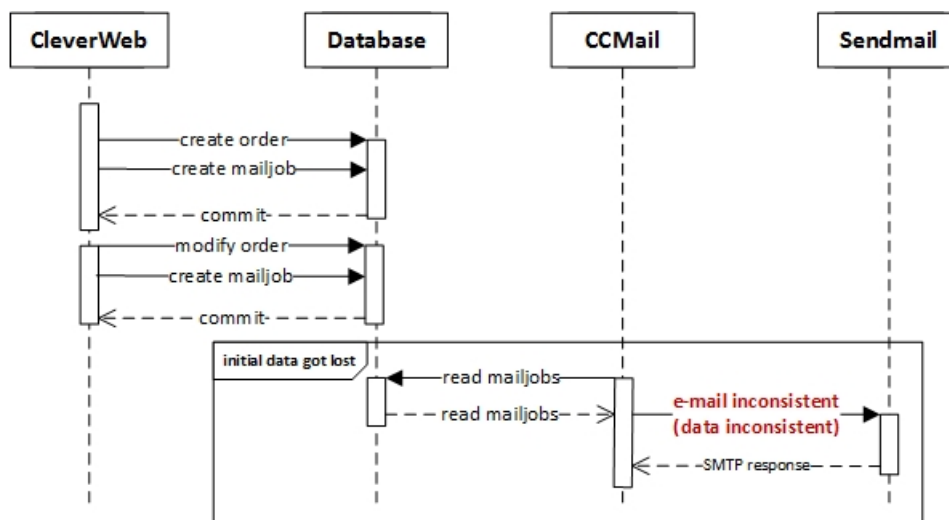 CleverWeb
Database
CCMail
Sendmail
create order
create mailjob
commit
modify order
create mailjob
commit
initial data got lost
read mailjobs
read mailjobs
e-mail inconsistent
(data inconsistent)
SMTP response